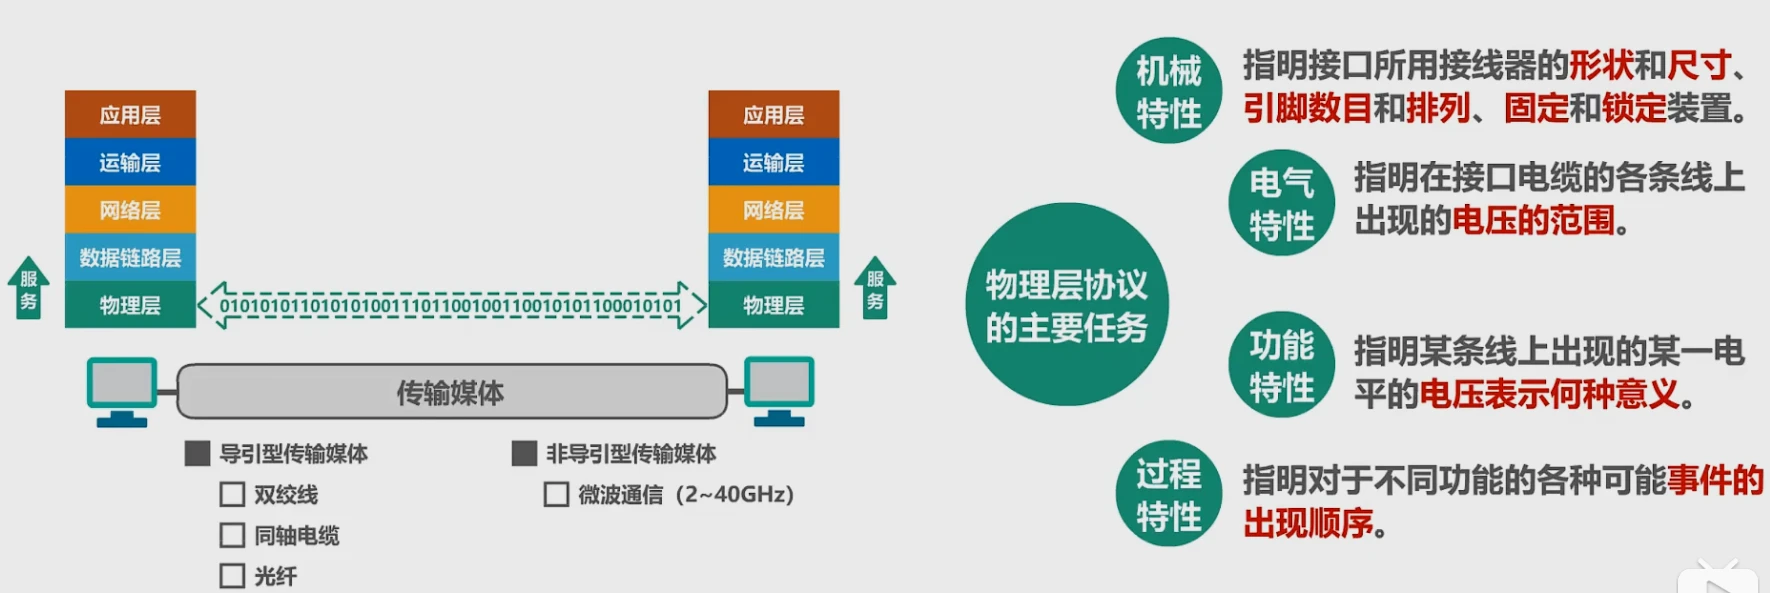 应用层
运输层
网络层
数据链路层
物理层
服务
010101011010101001110110010011001010110001010​1
应用层
运输层
网络层
数据链路层
物理层
服务
传输媒体
导引型传输媒体
双绞线
同轴电缆
光纤
非导引型传输媒体
微波通信（2~40GHz）
物理层协议
的主要任务
机械
特性
指明接口所用接线器的形状和尺寸、
引脚数目和排列、固定和锁定装置。
电气
特性
指明在接口电缆的各条线上
出现的电压的范围。
功能
特性
指明某条线上出现的某一电
平的电压表示何种意义。
过程
特性
指明对于不同功能的各种可能事件的
出现顺序。